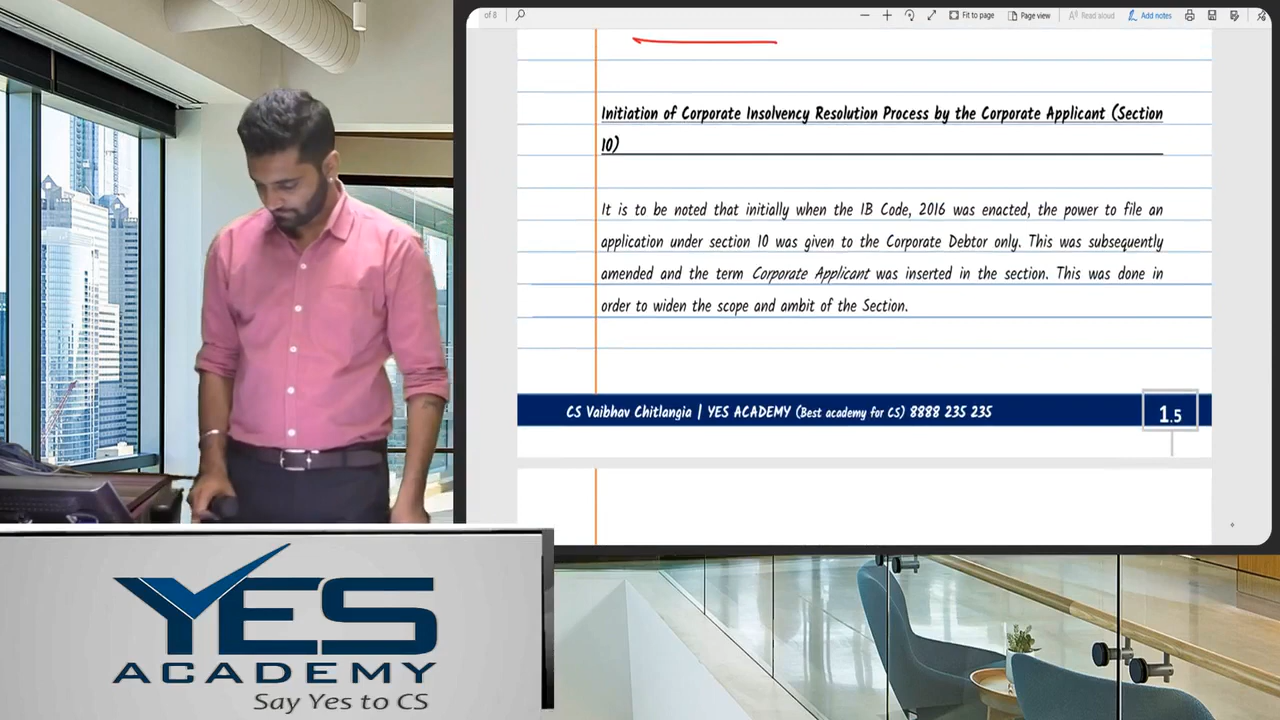 of 8
Fit to page
Page view
Read aloud
Add notes
Initiation of Corporate Insolvency Resolution Process by the Corporate Applicant (Section
10)
It is to be noted that initially when the IB Code, 2016 was enacted, the power to file an
application under section 10 was given to the Corporate Debtor only. This was subsequently
amended and the term Corporate Applicant was inserted in the section. This was done in
order to widen the scope and ambit of the Section.
CS Vaibhav Chitlangia | YES ACADEMY (Best academy for CS) 8888 235 235
1.5
YES
ACADEMY
Say Yes to CS